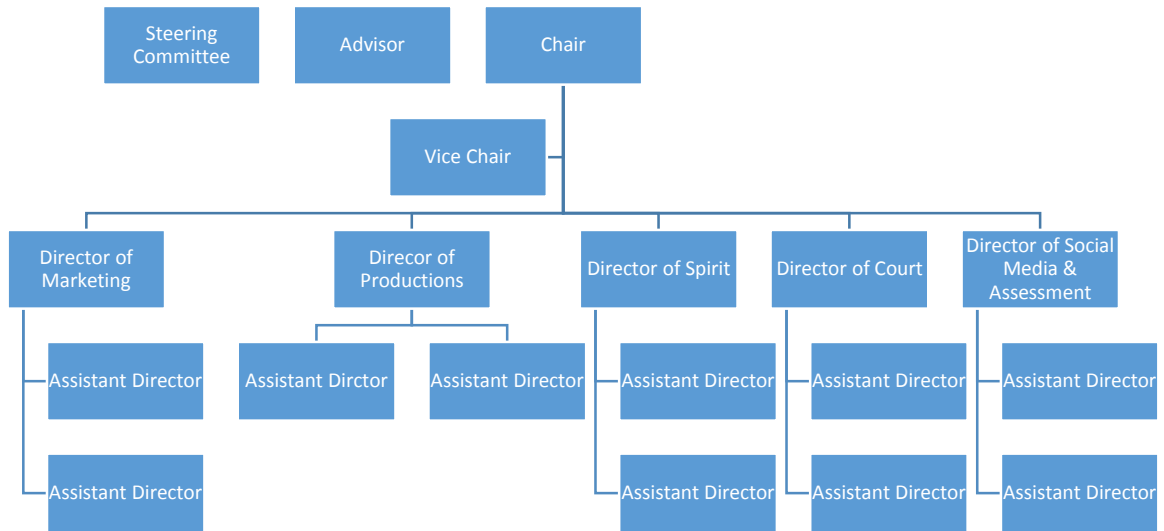 Steering
Committee
Advisor
Chair
Vice Chair
Director of
Marketing
Direcor of
Productions
Director of Spirit
Director of Court
Director of Social
Media &
Assessment
Assistant Director
Assistant Dirctor
Assistant Director
Assistant Director
Assistant Director
Assistant Director
Assistant Director
Assistant Director
Assistant Director
Assistant Director